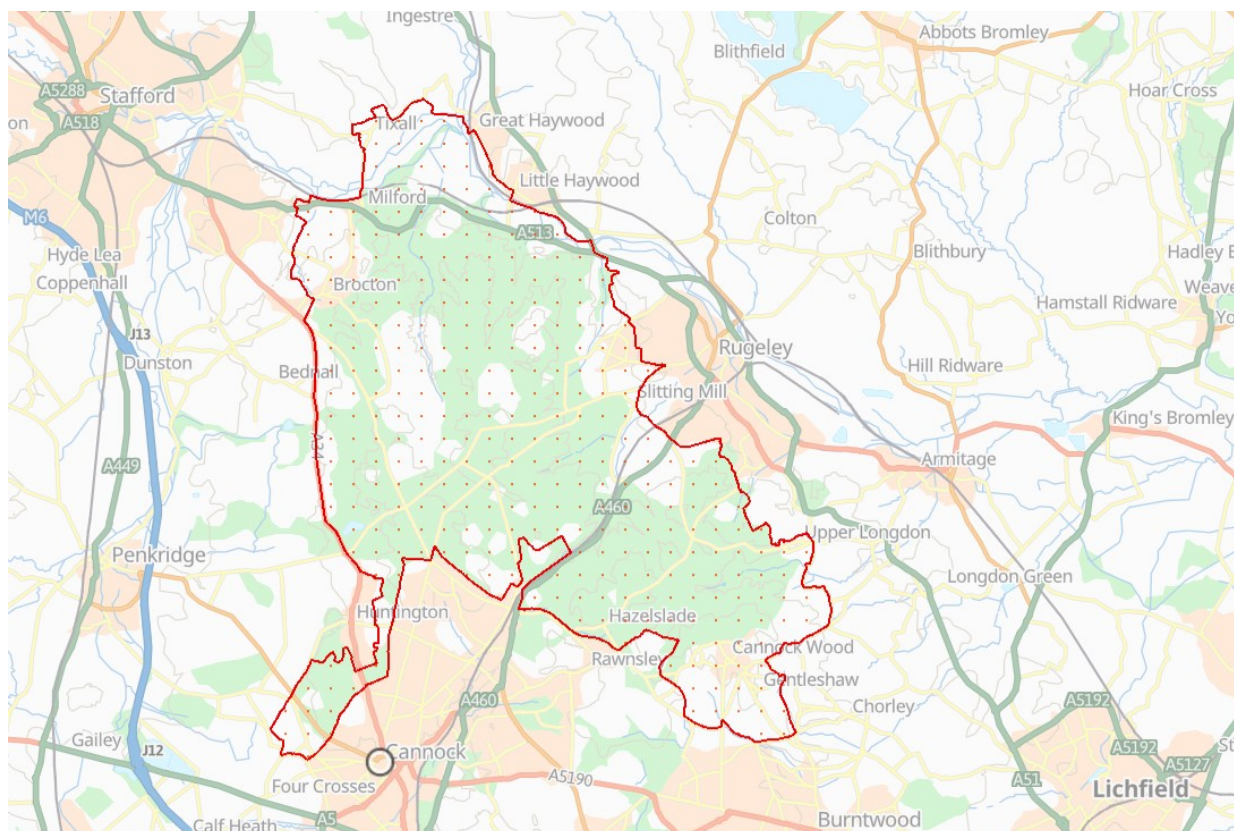 Ingestre
Abbots Bromley
Blithfield
A5288
Stafford
Hoar Cross
A518
Tixall
Great Haywood
Little Haywood
Milford
M6
Colton
A513
Hyde Lea
Blithbury
Coppenhall
Brocton
Hamstall Ridware
J13
Dunston
Rugeley
Bednall
Hill Ridware
Slitting Mill
King's Bromley
A34
A449
Armitage
A460
Upper Longdon
Penkridge
Longdon Green
Huntington
Hazelslade
Rawnsley
Cannock Wood
Gentleshaw
A460
A5192
Chorley
Gailey
J12
Cannock
A5192
A5127
A5190
A51
Four Crosses
Lichfield
Calf Heath
A5
Burntwood